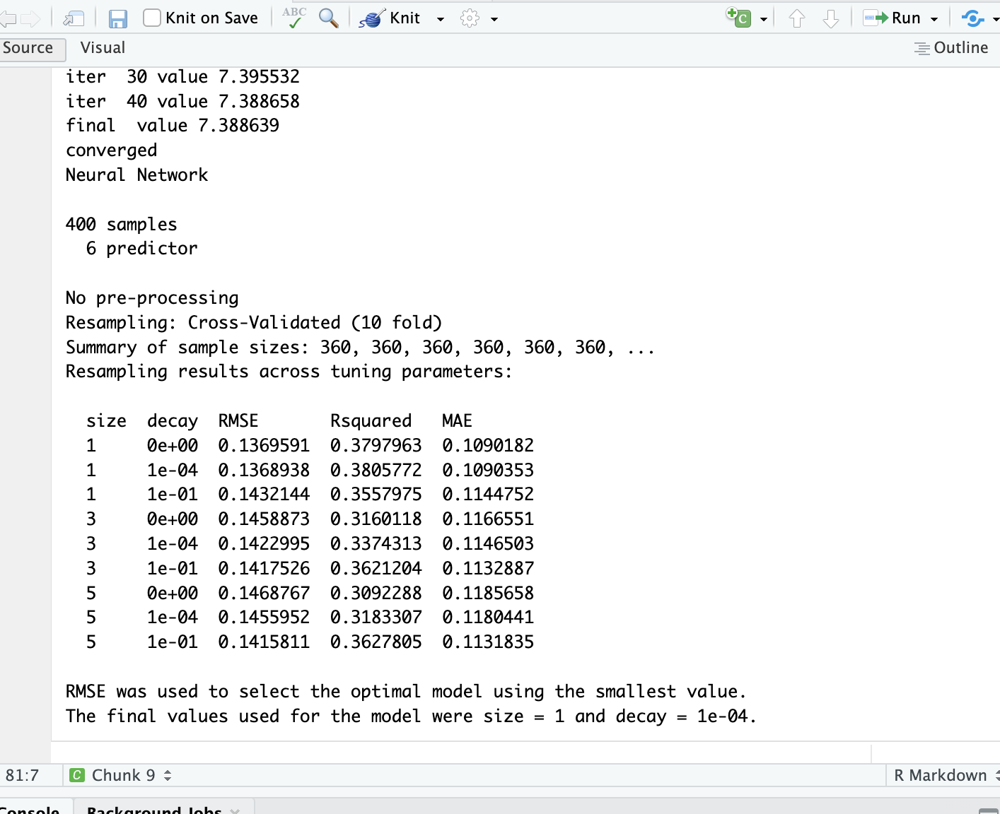 Knit on Save ABC Knit C Run
Source Visual Outline
iter  30 value 7.395532
iter  40 value 7.388658
final  value 7.388639
converged
Neural Network
400 samples
  6 predictor
No pre-processing
Resampling: Cross-Validated (10 fold)
Summary of sample sizes: 360, 360, 360, 360, 360, 360, ...
Resampling results across tuning parameters:
  size  decay  RMSE       Rsquared   MAE
  1     0e+00  0.1369591  0.3797963  0.1090182
  1     1e-04  0.1368938  0.3805772  0.1090353
  1     1e-01  0.1432144  0.3557975  0.1144752
  3     0e+00  0.1458873  0.3160118  0.1166551
  3     1e-04  0.1422995  0.3374313  0.1146503
  3     1e-01  0.1417526  0.3621204  0.1132887
  5     0e+00  0.1468767  0.3092288  0.1185658
  5     1e-04  0.1455952  0.3183307  0.1180441
  5     1e-01  0.1415811  0.3627805  0.1131835
RMSE was used to select the optimal model using the smallest value.
The final values used for the model were size = 1 and decay = 1e-04.
81:7 C Chunk 9 R Markdown
Console Background Jobs